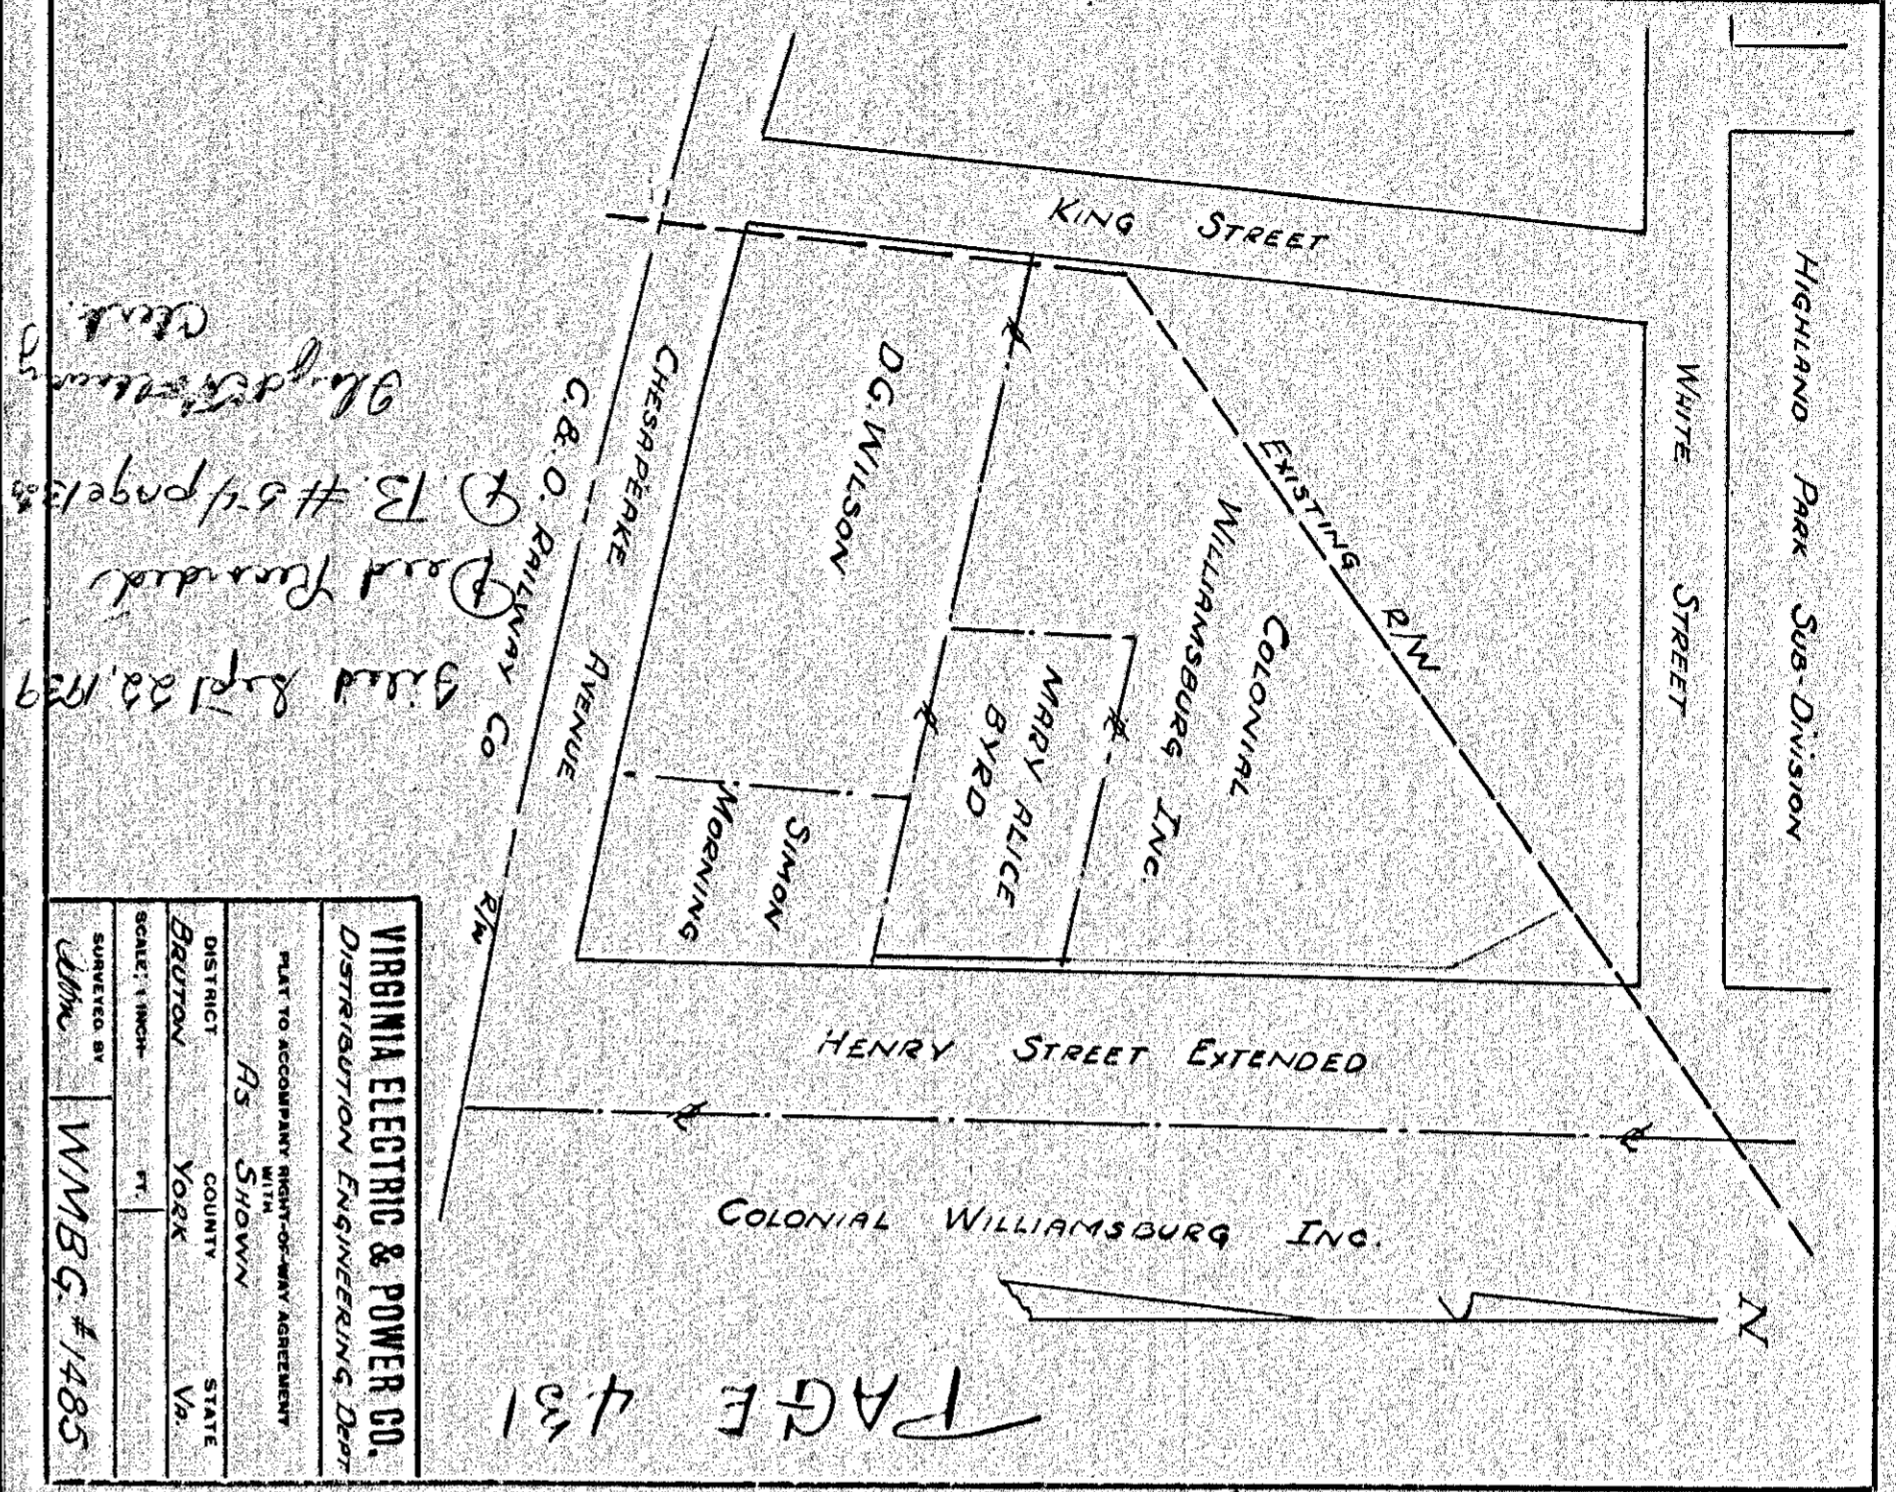 HIGHLAND PARK SUB-DIVISION
WHITE STREET
KING STREET
EXISTING R/W
COLONIAL
WILLIAMSBURG INC.
MARY ALICE
BYRD
D.G. WILSON
SIMON
MORNING
CHESAPEAKE AVENUE
C. & O. RAILWAY CO R/W
HENRY STREET EXTENDED
COLONIAL WILLIAMSBURG INC.
N
PAGE 431
Filed Sept 22, 1939
Deed Recorded
D. B. #54 page
Clerk.
VIRGINIA ELECTRIC & POWER CO.
DISTRIBUTION ENGINEERING DEPT
PLAT TO ACCOMPANY RIGHT-OF-WAY AGREEMENT
WITH
AS SHOWN
DISTRICT COUNTY STATE
BRUTON YORK Va.
SCALE, 1 INCH= FT.
SURVEYED BY
WMBG. #1485